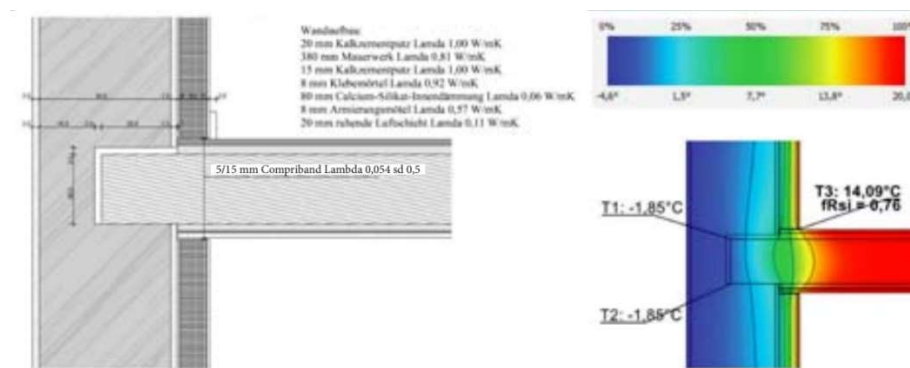 Wandaufbau:
20 mm Kalkzementputz Lamda 1,00 W/mK
380 mm Mauerwerk Lamda 0,81 W/mK
15 mm Kalkzementputz Lamda 1,00 W/mK
8 mm Klebemörtel Lamda 0,92 W/mK
80 mm Calcium-Silikat-Innendämmung Lamda 0,06 W/mK
8 mm Armierungsmötel Lamda 0,57 W/mK
20 mm ruhende Luftschicht Lamda 0,11 W/mK
5/15 mm Compriband Lambda 0,054 sd 0,5
0% 25% 50% 75% 100%
-4,6° 1,5° 7,7° 13,8° 20,0
T3: 14,09°C
fRsi = 0,76
T1: -1,85°C
T2: -1,85°C